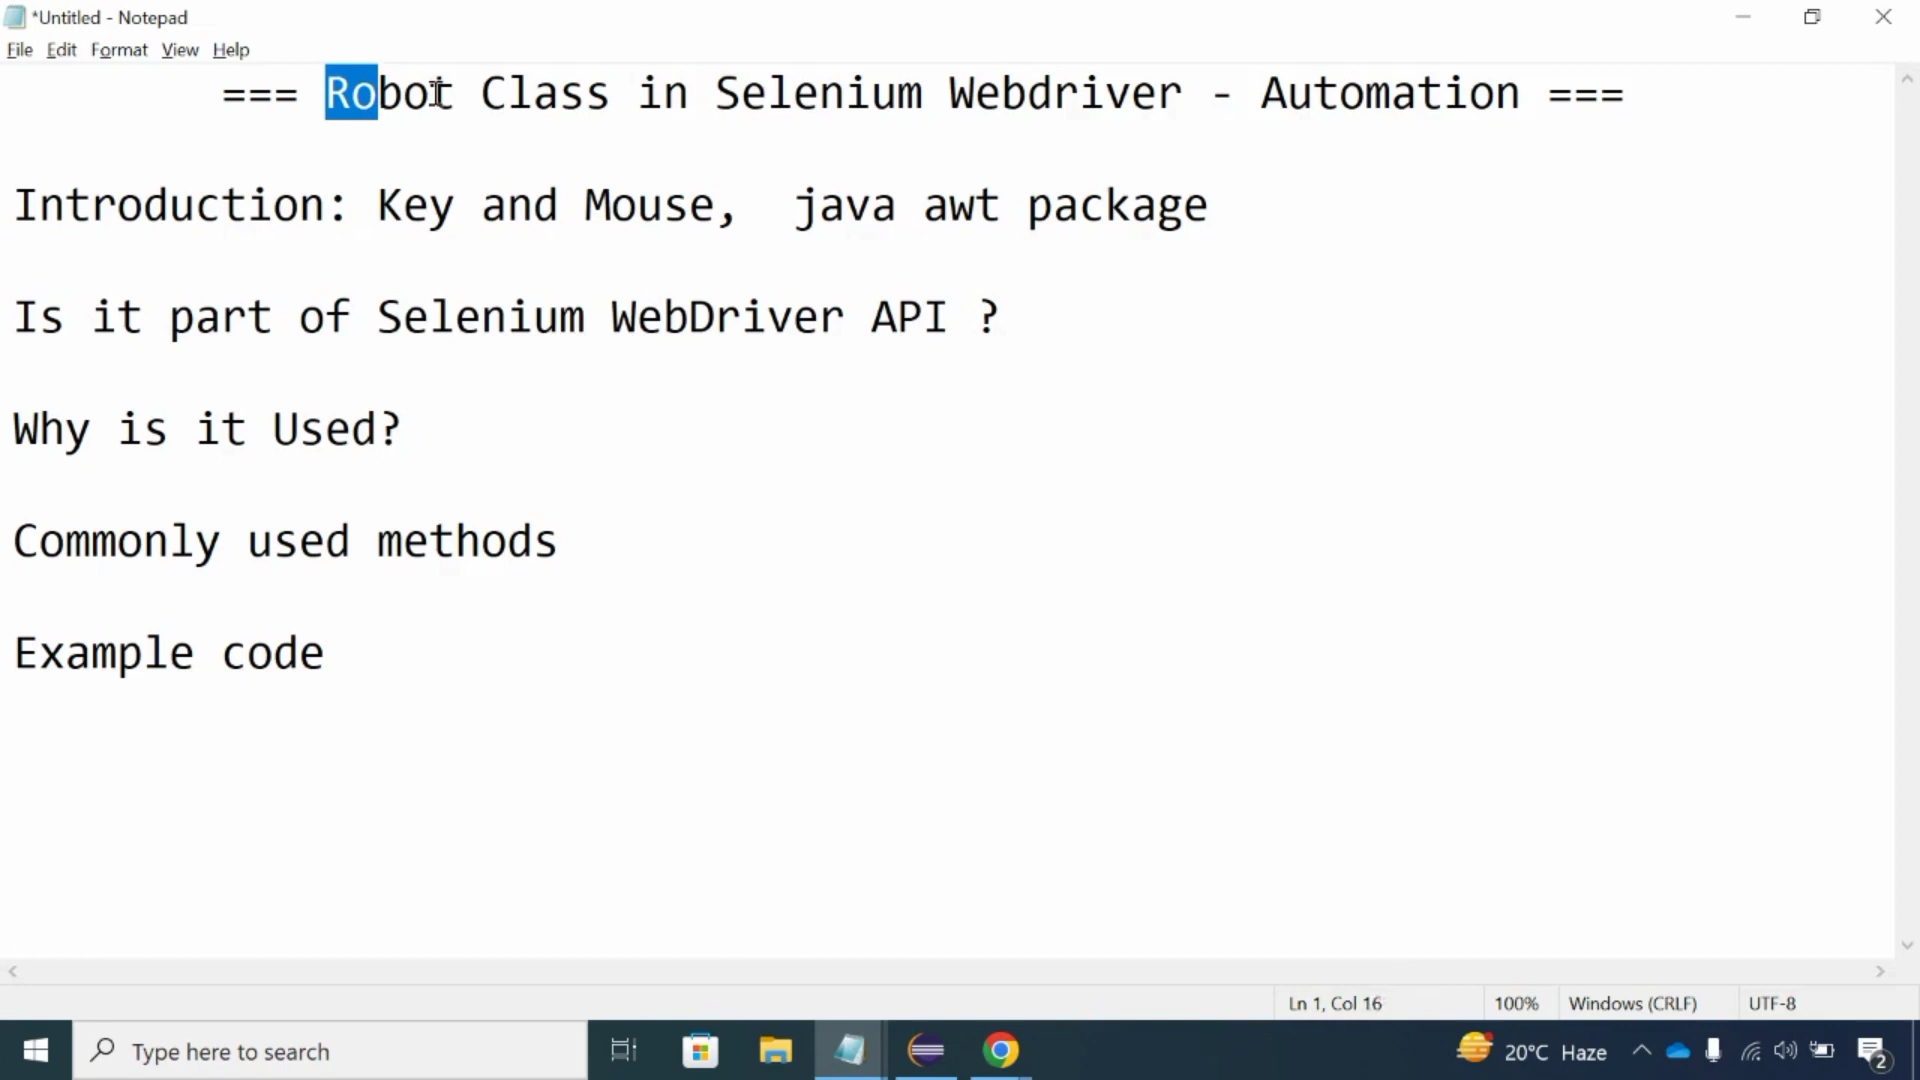 *Untitled - Notepad
File Edit Format View Help
=== Robot Class in Selenium Webdriver - Automation ===
Introduction: Key and Mouse,  java awt package
Is it part of Selenium WebDriver API ?
Why is it Used?
Commonly used methods
Example code
Ln 1, Col 16 100% Windows (CRLF) UTF-8
Type here to search 20°C Haze 2